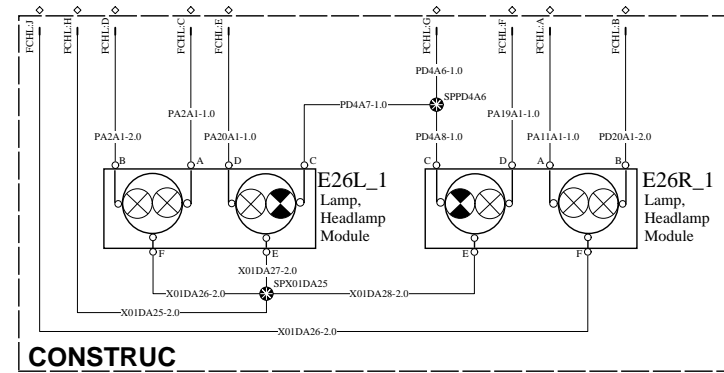 FCHL:J
FCHL:H
FCHL:D
FCHL:C
FCHL:E
FCHL:G
FCHL:F
FCHL:A
FCHL:B
PD4A6-1.0
SPPD4A6
PD4A7-1.0
PA19A1-1.0
PA2A1-1.0
PA2A1-2.0
PA20A1-1.0
PD4A8-1.0
PA11A1-1.0
PD20A1-2.0
B
A
D
C
C
D
A
B
E26L_1
Lamp,
Headlamp
Module
E26R_1
Lamp,
Headlamp
Module
F
E
E
F
X01DA27-2.0
SPX01DA25
X01DA26-2.0
X01DA28-2.0
X01DA25-2.0
X01DA26-2.0
CONSTRUC